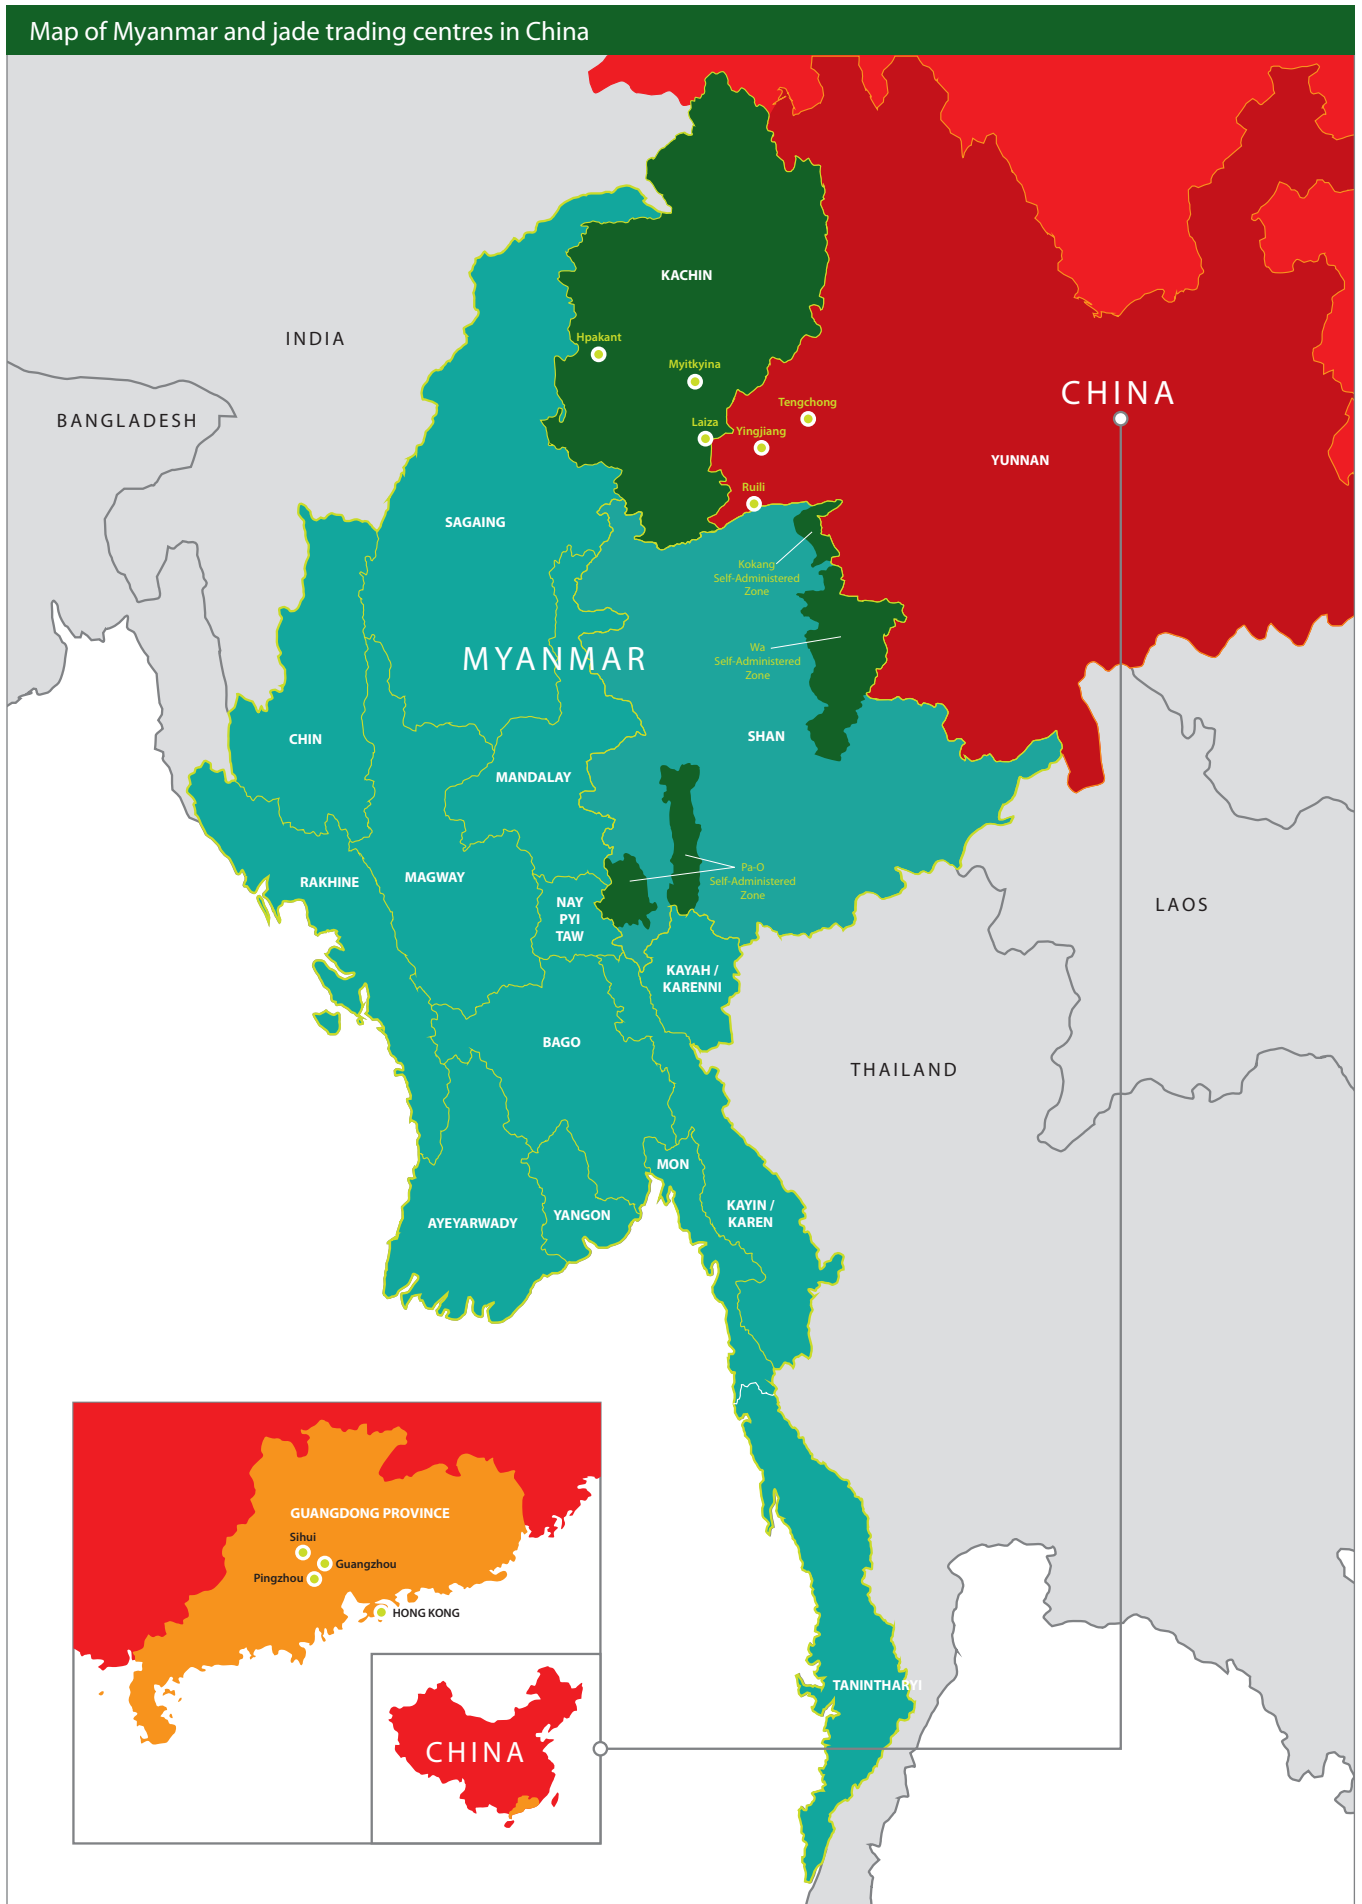 Map of Myanmar and jade trading centres in China
KACHIN
INDIA
Hpakant
Myitkyina
CHINA
Tengchong
BANGLADESH
Laiza
Yingjiang
YUNNAN
Ruili
SAGAING
Kokang
Self-Administered
Zone
MYANMAR
Wa
Self-Administered
Zone
CHIN
SHAN
MANDALAY
Pa-O
Self-Administered
Zone
RAKHINE
MAGWAY
NAY
PYI
TAW
LAOS
KAYAH /
KARENNI
BAGO
THAILAND
MON
KAYIN /
KAREN
AYEYARWADY
YANGON
GUANGDONG PROVINCE
Sihui
Guangzhou
Pingzhou
HONG KONG
TANINTHARYI
CHINA